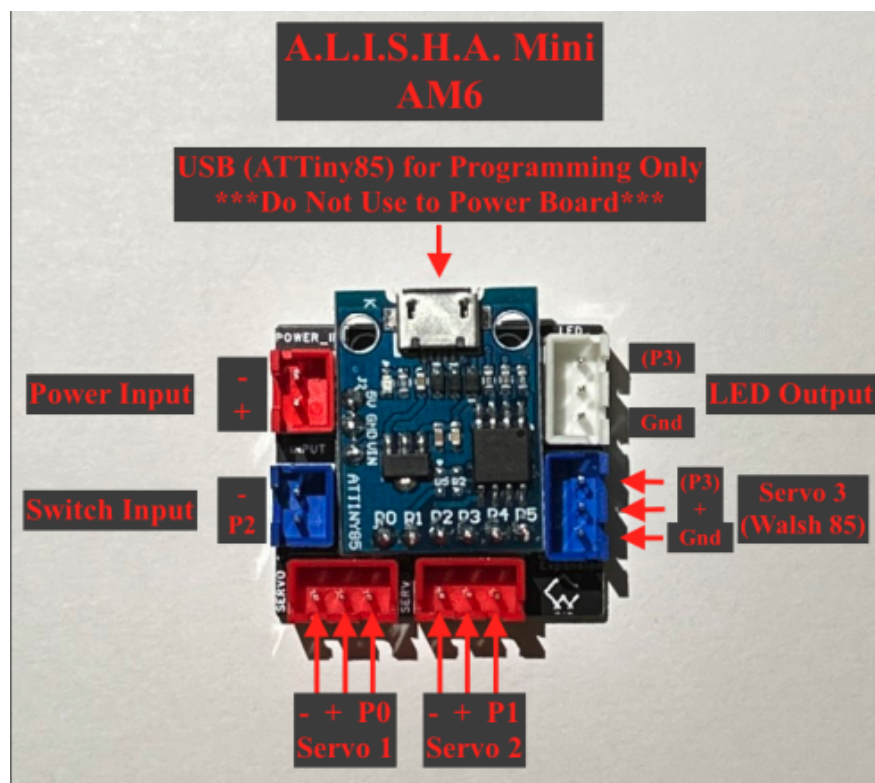 A.L.I.S.H.A. Mini
AM6
USB (ATTiny85) for Programming Only
***Do Not Use to Power Board***
K
POWER_I
LED
Power Input
-
+
J2
5V GND VIN
(P3)
Gnd
LED Output
INPUT
Switch Input
-
P2
ATTINY85
P0 P1 P2 P3 P4 P5
(P3)
+
Gnd
Servo 3
(Walsh 85)
Expansion
SERVO
SERV
- + P0
Servo 1
- + P1
Servo 2